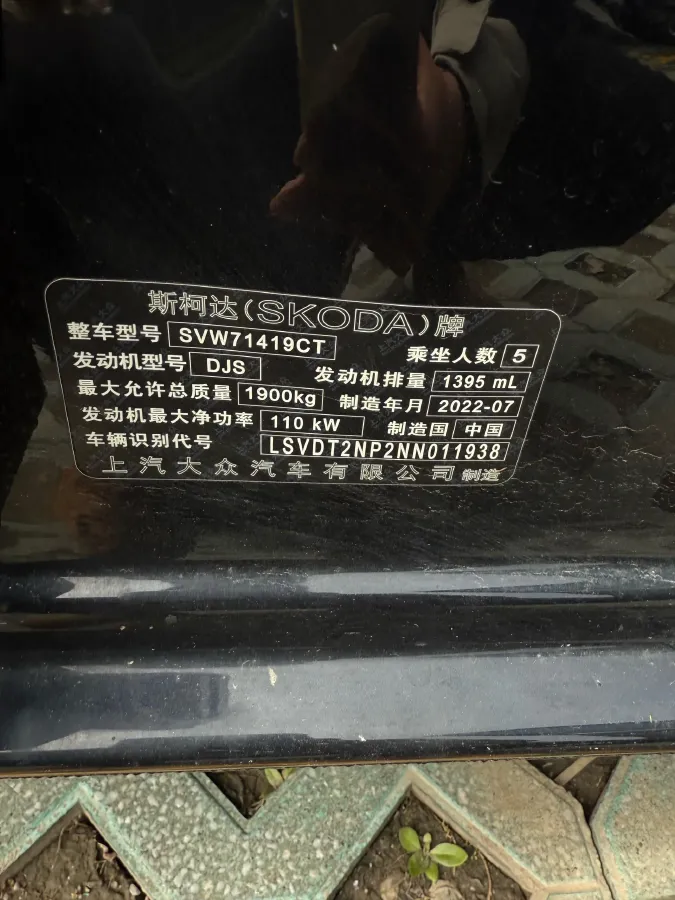 斯柯达(SKODA)牌
整车型号 SVW71419CT 乘坐人数 5
发动机型号 DJS 发动机排量 1395 mL
最大允许总质量 1900kg 制造年月 2022-07
发动机最大净功率 110 kW 制造国 中国
车辆识别代号 LSVDT2NP2NN011938
上汽大众汽车有限公司 制造